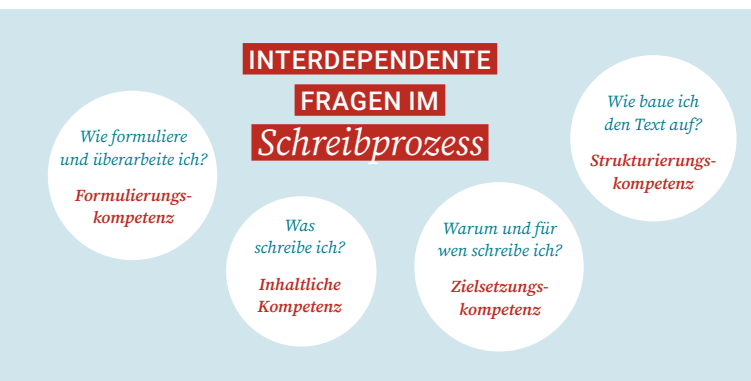 INTERDEPENDENTE
FRAGEN IM
Schreibprozess
Wie formuliere
und überarbeite ich?
Formulierungs-
kompetenz
Was
schreibe ich?
Inhaltliche
Kompetenz
Warum und für
wen schreibe ich?
Zielsetzungs-
kompetenz
Wie baue ich
den Text auf?
Strukturierungs-
kompetenz